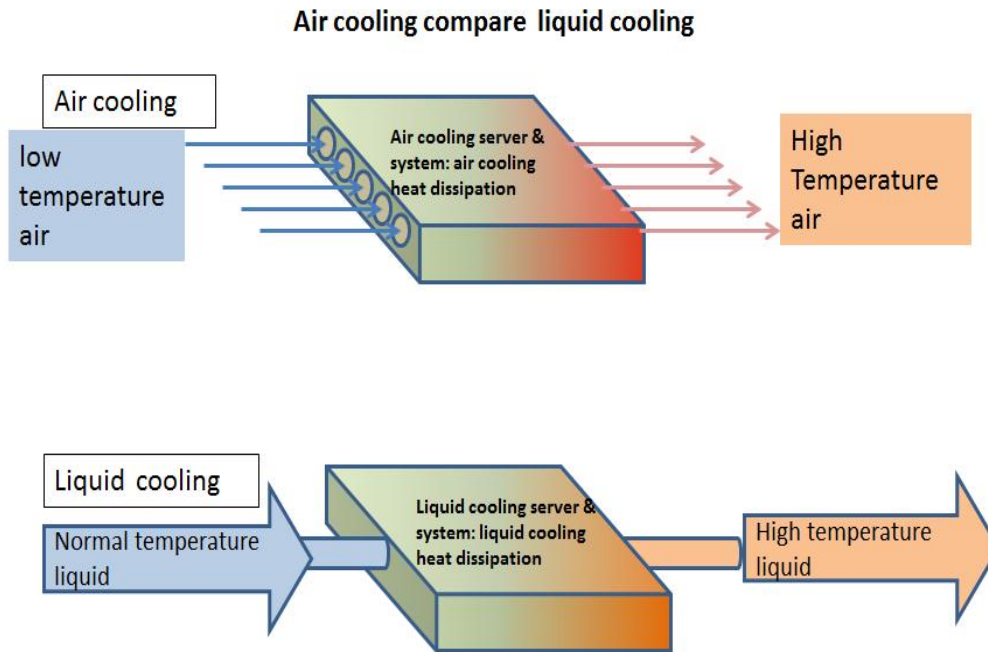 Air cooling compare liquid cooling
Air cooling
low
temperature
air
Air cooling server &
system: air cooling
heat dissipation
High
Temperature
air
Liquid cooling
Normal temperature
liquid
Liquid cooling server &
system: liquid cooling
heat dissipation
High temperature
liquid